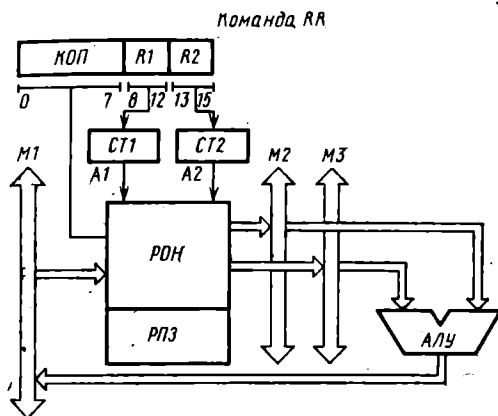 Команда RR
КОП R1 R2
0 7 8 12 13 15
М1 СТ1 СТ2 М2 М3
А1 А2
РОН
РПЗ
АЛУ